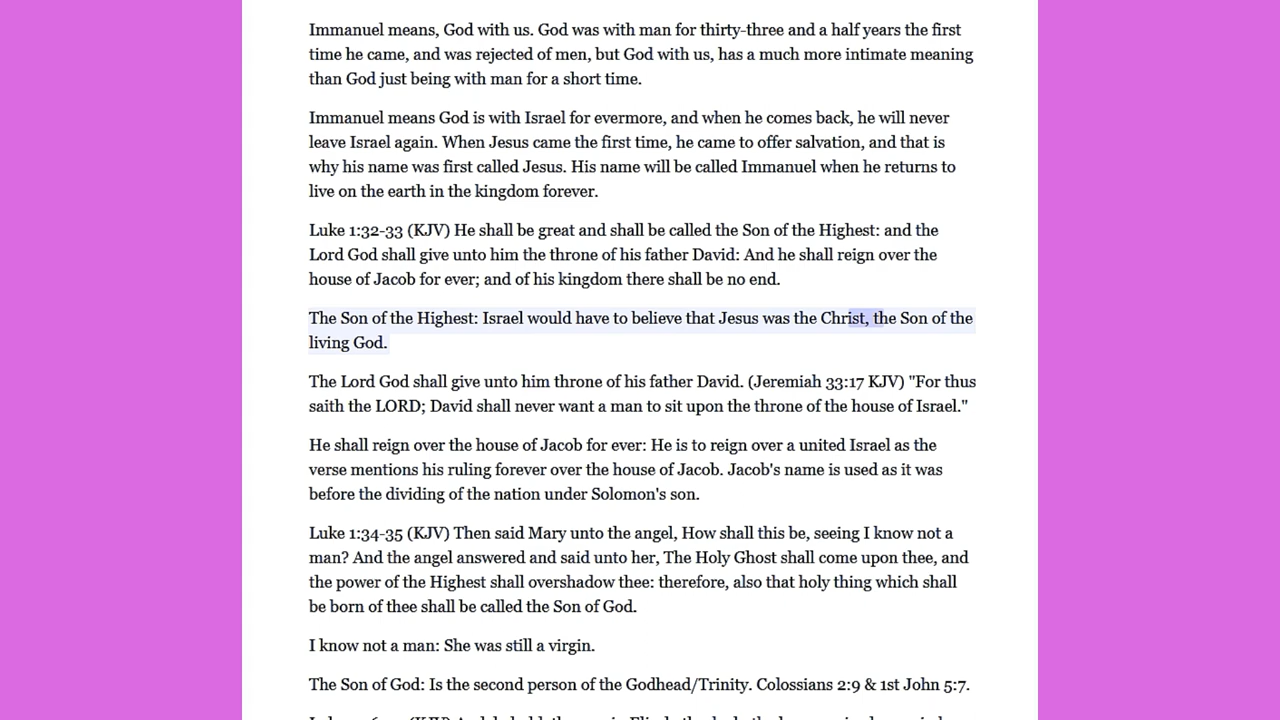 Immanuel means, God with us. God was with man for thirty-three and a half years the first
time he came, and was rejected of men, but God with us, has a much more intimate meaning
than God just being with man for a short time.
Immanuel means God is with Israel for evermore, and when he comes back, he will never
leave Israel again. When Jesus came the first time, he came to offer salvation, and that is
why his name was first called Jesus. His name will be called Immanuel when he returns to
live on the earth in the kingdom forever.
Luke 1:32-33 (KJV) He shall be great and shall be called the Son of the Highest: and the
Lord God shall give unto him the throne of his father David: And he shall reign over the
house of Jacob for ever; and of his kingdom there shall be no end.
The Son of the Highest: Israel would have to believe that Jesus was the Christ, the Son of the
living God.
The Lord God shall give unto him throne of his father David. (Jeremiah 33:17 KJV) "For thus
saith the LORD; David shall never want a man to sit upon the throne of the house of Israel."
He shall reign over the house of Jacob for ever: He is to reign over a united Israel as the
verse mentions his ruling forever over the house of Jacob. Jacob's name is used as it was
before the dividing of the nation under Solomon's son.
Luke 1:34-35 (KJV) Then said Mary unto the angel, How shall this be, seeing I know not a
man? And the angel answered and said unto her, The Holy Ghost shall come upon thee, and
the power of the Highest shall overshadow thee: therefore, also that holy thing which shall
be born of thee shall be called the Son of God.
I know not a man: She was still a virgin.
The Son of God: Is the second person of the Godhead/Trinity. Colossians 2:9 & 1st John 5:7.